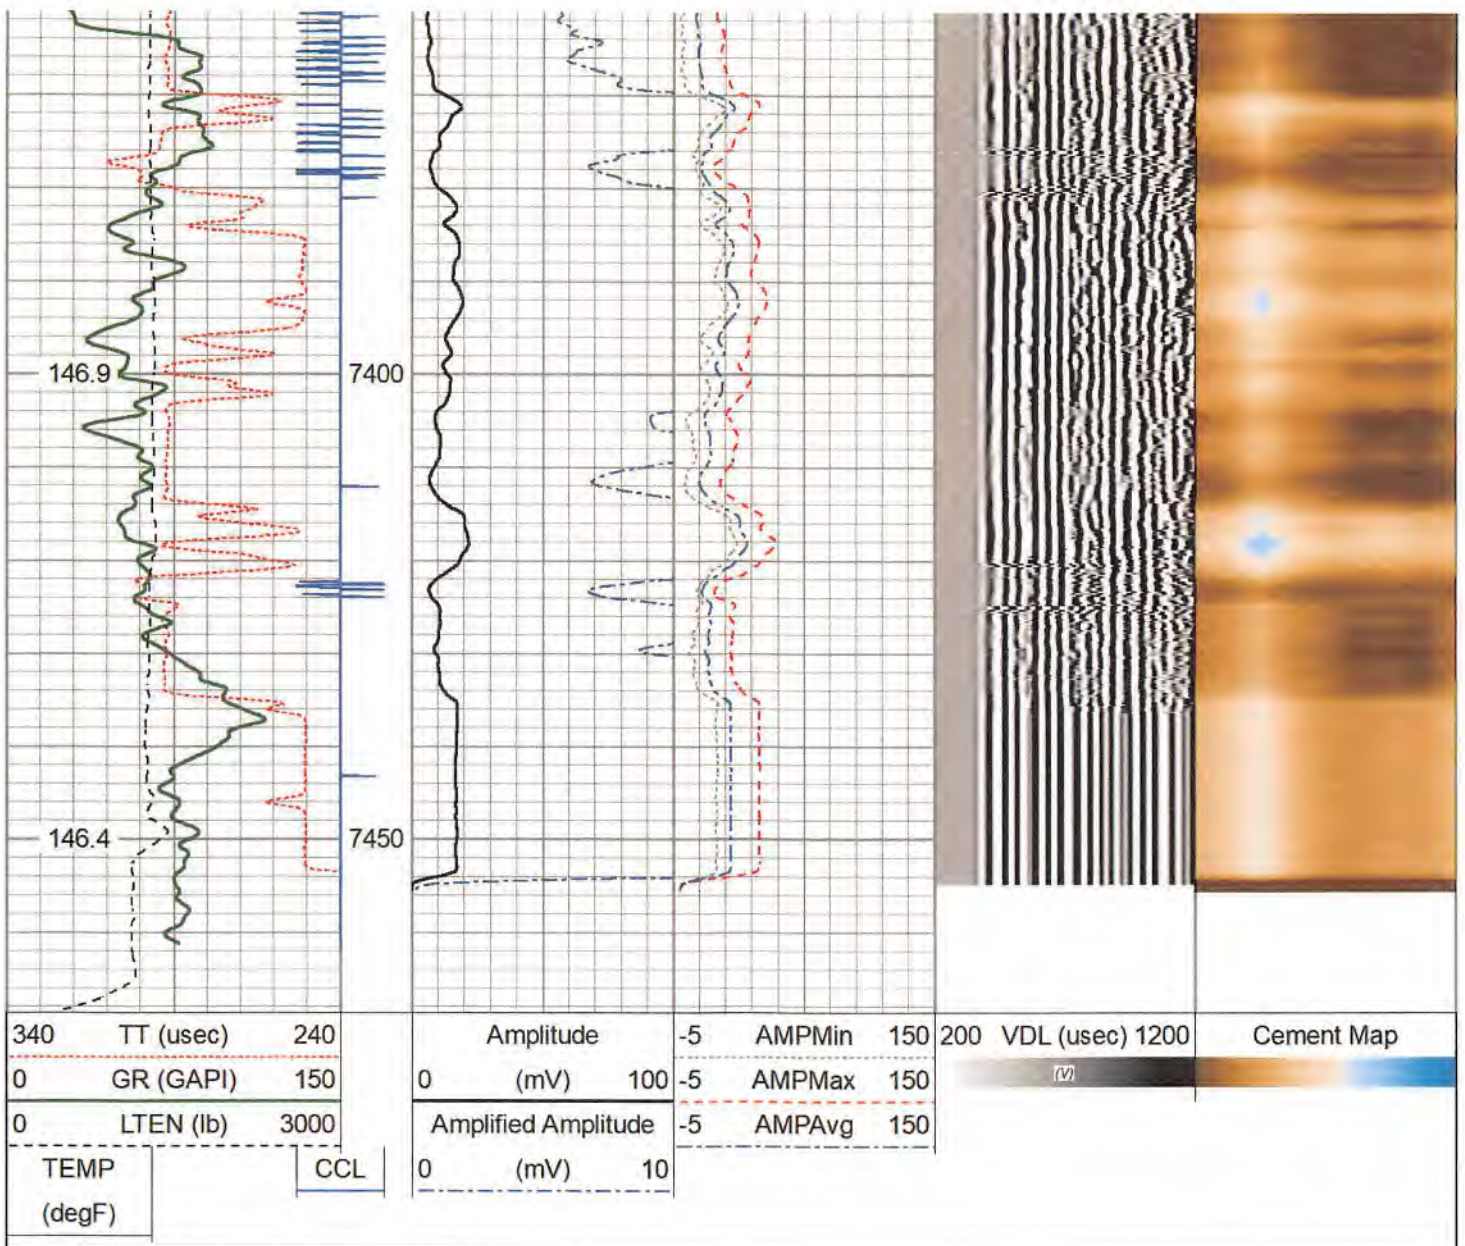 146.9
7400
146.4
7450
340 TT (usec) 240
0 GR (GAPI) 150
0 LTEN (lb) 3000
TEMP
(degF)
CCL
Amplitude
0 (mV) 100
Amplified Amplitude
0 (mV) 10
-5 AMPMin 150
-5 AMPMax 150
-5 AMPAvg 150
200 VDL (usec) 1200
(V)
Cement Map